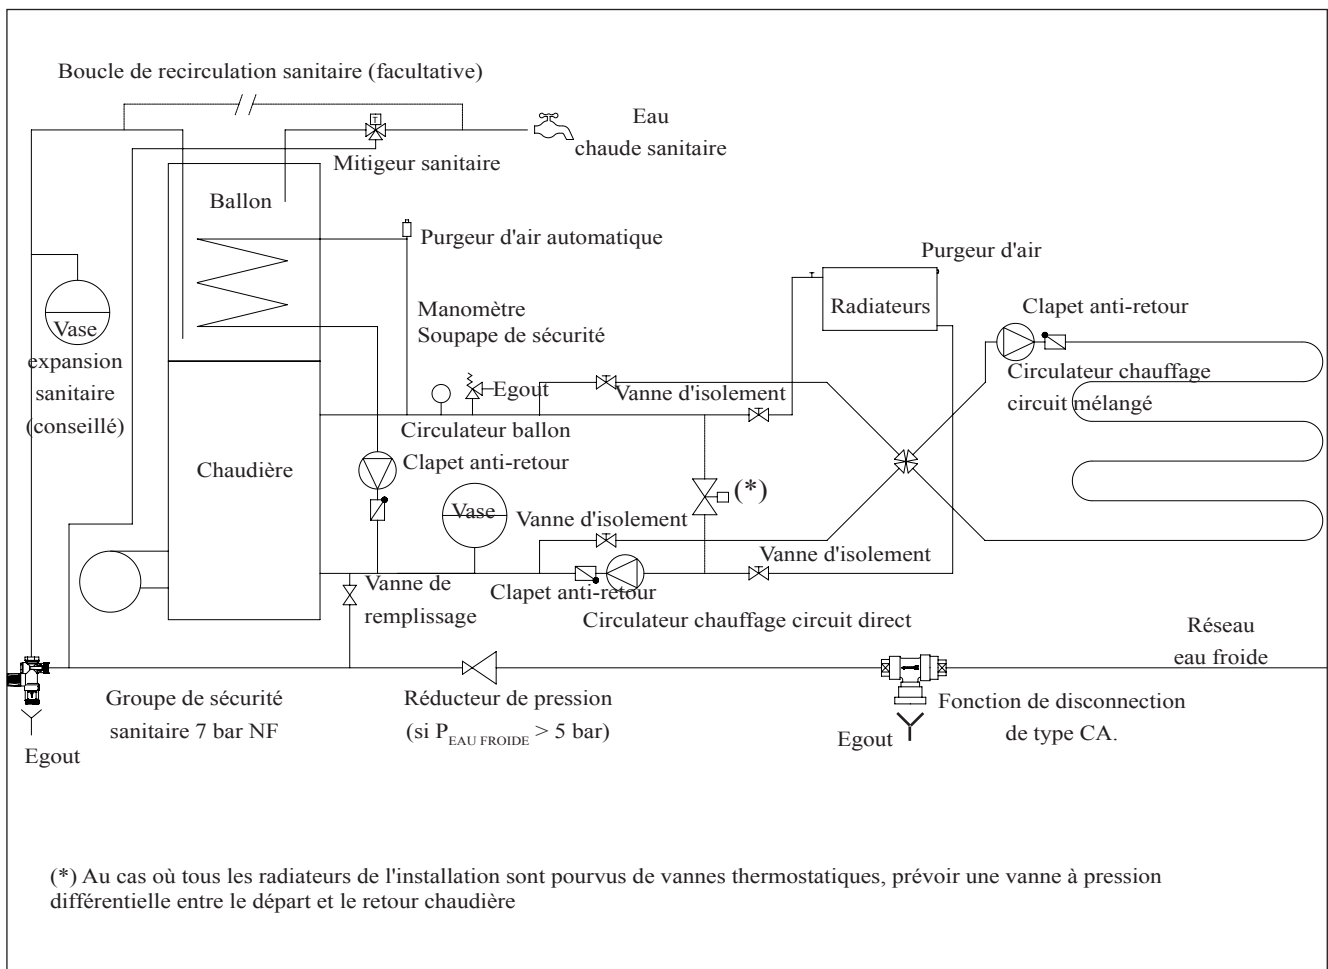 Boucle de recirculation sanitaire (facultative)
T
Eau
chaude sanitaire
Mitigeur sanitaire
Ballon
Purgeur d'air automatique
Purgeur d'air
Vase
expansion
sanitaire
(conseillé)
Manomètre
Soupape de sécurité
Radiateurs
Clapet anti-retour
Circulateur chauffage
circuit mélangé
Egout
Vanne d'isolement
Circulateur ballon
Clapet anti-retour
Chaudière
(*)
Vase
Vanne d'isolement
Vanne d'isolement
Vanne de
remplissage
Clapet anti-retour
Circulateur chauffage circuit direct
Réseau
eau froide
Groupe de sécurité
sanitaire 7 bar NF
Réducteur de pression
(si P EAU FROIDE > 5 bar)
Fonction de disconnection
de type CA.
Egout
Egout
(*) Au cas où tous les radiateurs de l'installation sont pourvus de vannes thermostatiques, prévoir une vanne à pression
différentielle entre le départ et le retour chaudière